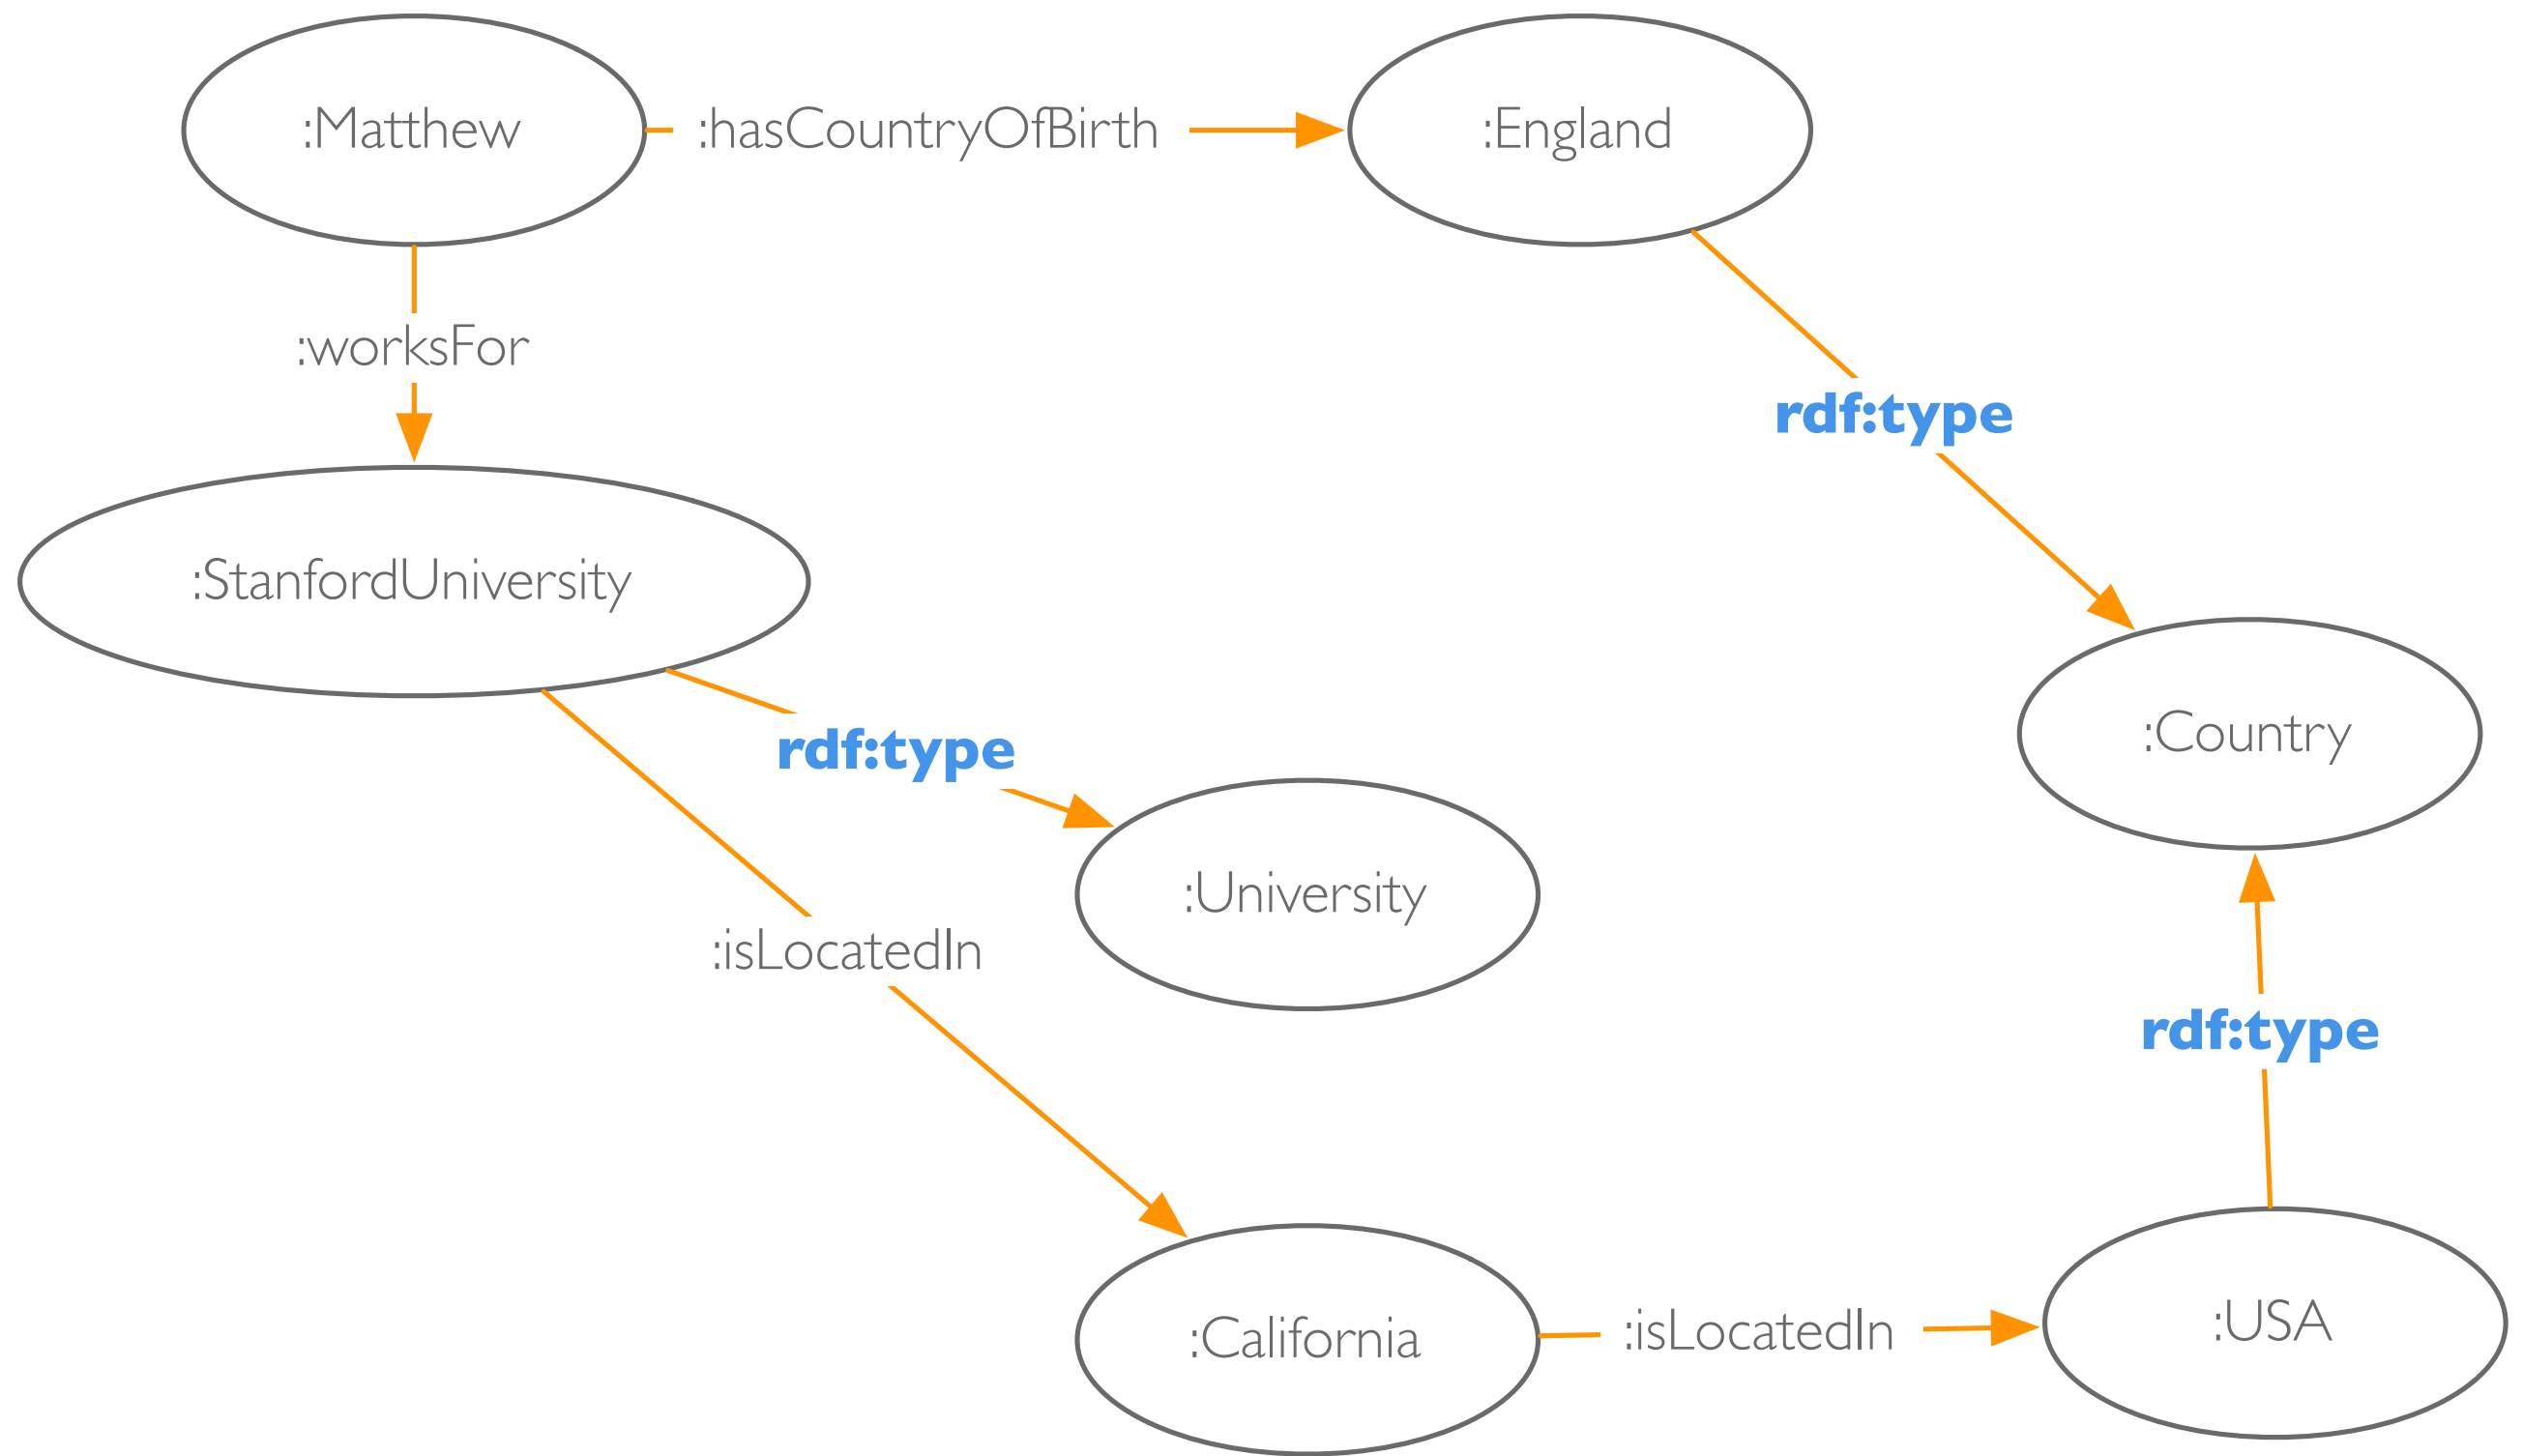 :Matthew
:hasCountryOfBirth
:England
:worksFor
rdf:type
:StanfordUniversity
:Country
rdf:type
:University
:isLocatedIn
rdf:type
:California
:isLocatedIn
:USA